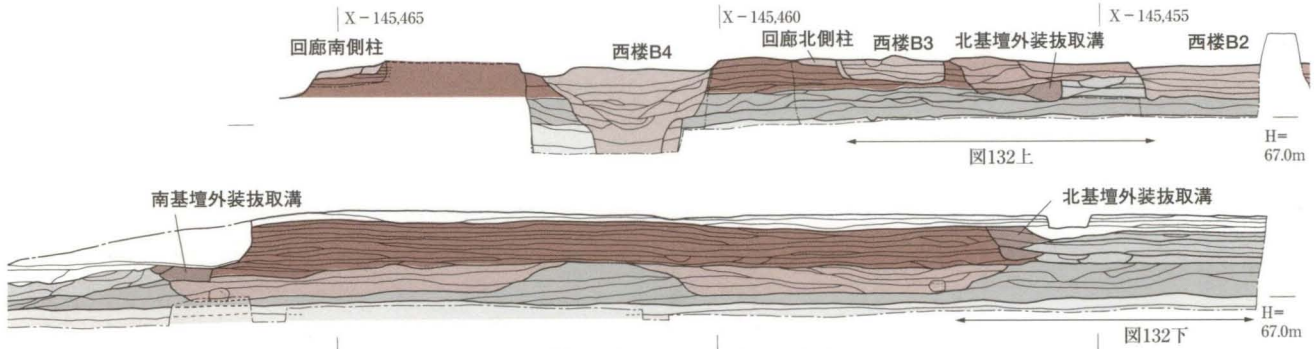 X－145,465
X－145,460
X－145,455
回廊南側柱
西楼B4
回廊北側柱
西楼B3
北基壇外装抜取溝
西楼B2
図132上
H=
67.0m
南基壇外装抜取溝
北基壇外装抜取溝
図132下
H=
67.0m